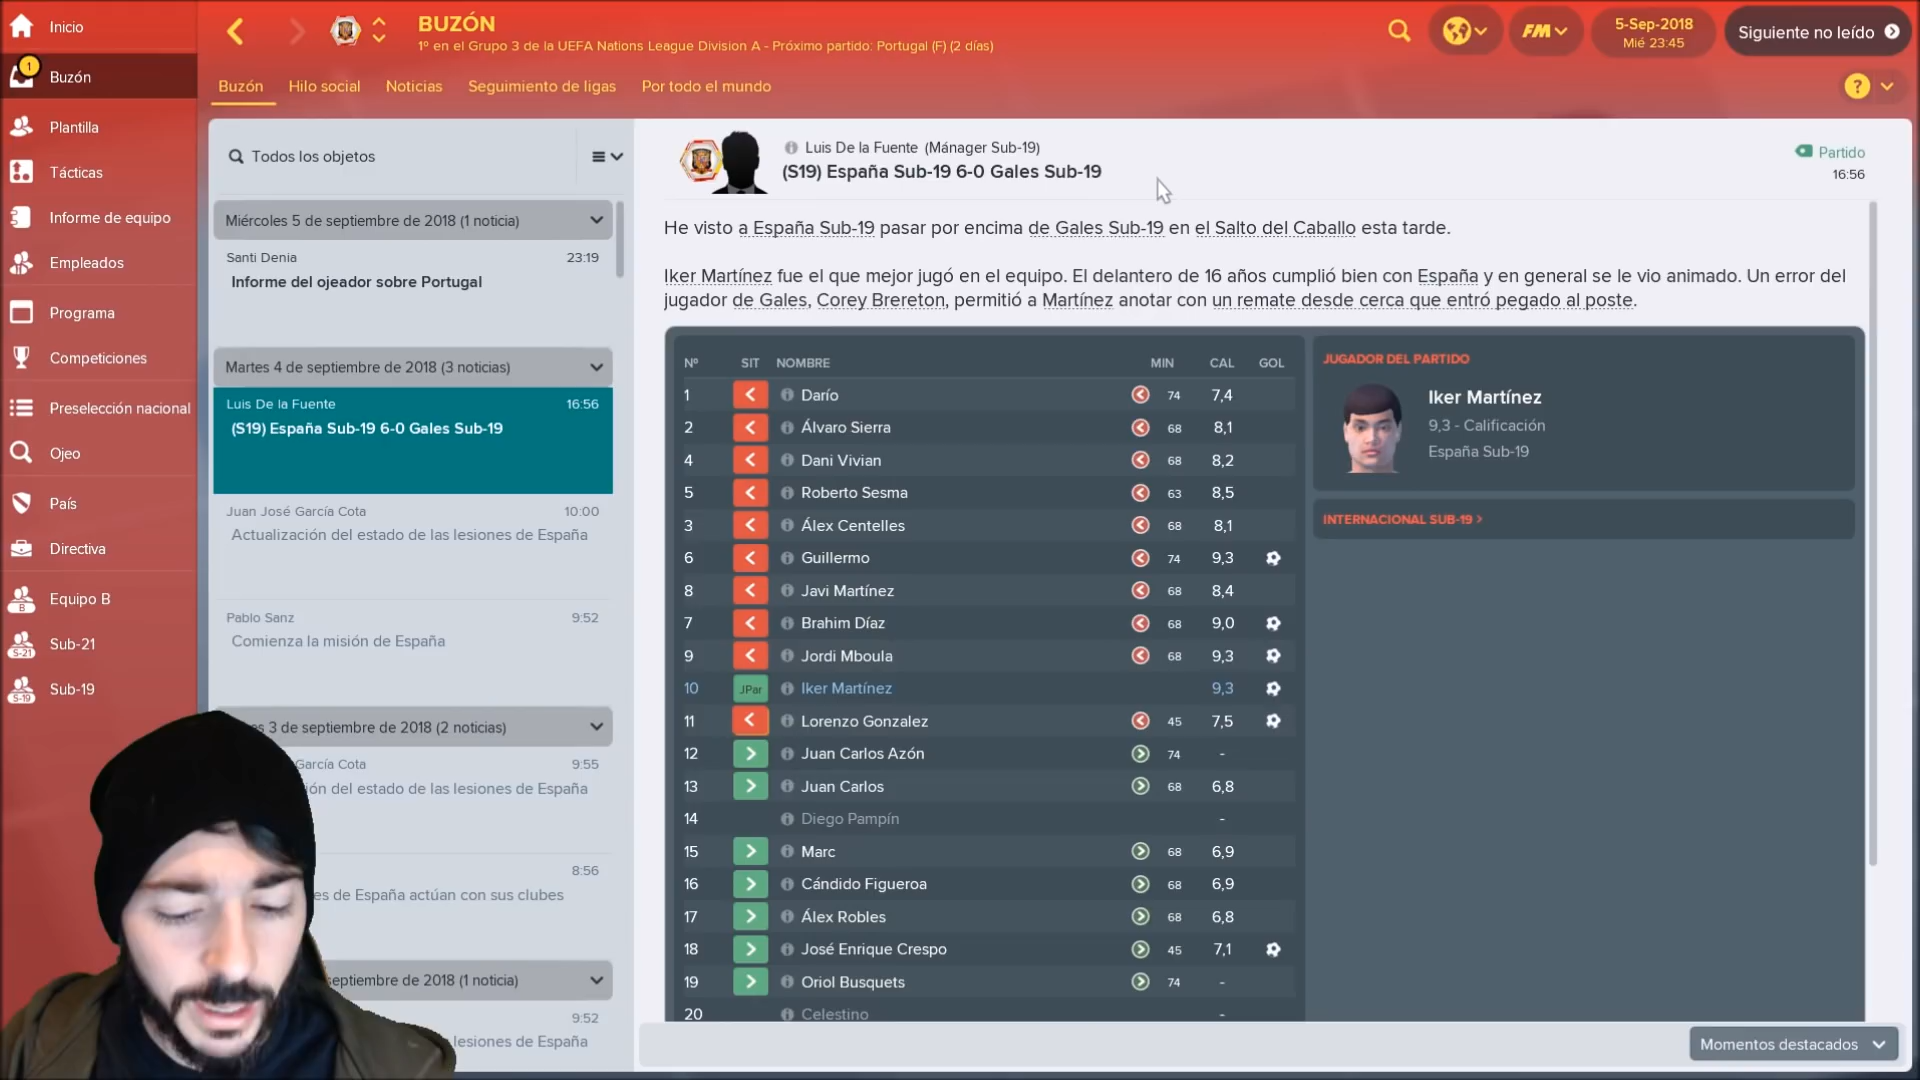 Inicio
1
Buzón
Plantilla
Tácticas
Informe de equipo
Empleados
Programa
Competiciones
Preselección nacional
Ojeo
País
Directiva
B
Equipo B
S-21
Sub-21
S-19
Sub-19
BUZÓN
1º en el Grupo 3 de la UEFA Nations League Division A - Próximo partido: Portugal (F) (2 días)
FM
5-Sep-2018
Mié 23:45
Siguiente no leído
Buzón Hilo social Noticias Seguimiento de ligas Por todo el mundo
?
Todos los objetos
Miércoles 5 de septiembre de 2018 (1 noticia)
Santi Denia 23:19
Informe del ojeador sobre Portugal
Martes 4 de septiembre de 2018 (3 noticias)
Luis De la Fuente 16:56
(S19) España Sub-19 6-0 Gales Sub-19
Juan José García Cota 10:00
Actualización del estado de las lesiones de España
Pablo Sanz 9:52
Comienza la misión de España
es 3 de septiembre de 2018 (2 noticias)
García Cota 9:55
ión del estado de las lesiones de España
8:56
es de España actúan con sus clubes
septiembre de 2018 (1 noticia)
9:52
lesiones de España
Luis De la Fuente (Mánager Sub-19)
(S19) España Sub-19 6-0 Gales Sub-19
Partido
16:56
He visto a España Sub-19 pasar por encima de Gales Sub-19 en el Salto del Caballo esta tarde.
Iker Martínez fue el que mejor jugó en el equipo. El delantero de 16 años cumplió bien con España y en general se le vio animado. Un error del
jugador de Gales, Corey Brereton, permitió a Martínez anotar con un remate desde cerca que entró pegado al poste.
Nº SIT NOMBRE MIN CAL GOL
1 Darío 74 7,4
2 Álvaro Sierra 68 8,1
4 Dani Vivian 68 8,2
5 Roberto Sesma 63 8,5
3 Álex Centelles 68 8,1
6 Guillermo 74 9,3
8 Javi Martínez 68 8,4
7 Brahim Díaz 68 9,0
9 Jordi Mboula 68 9,3
10 JPar Iker Martínez 9,3
11 Lorenzo Gonzalez 45 7,5
12 Juan Carlos Azón 74 -
13 Juan Carlos 68 6,8
14 Diego Pampín -
15 Marc 68 6,9
16 Cándido Figueroa 68 6,9
17 Álex Robles 68 6,8
18 José Enrique Crespo 45 7,1
19 Oriol Busquets 74 -
20 Celestino -
JUGADOR DEL PARTIDO
Iker Martínez
9,3 - Calificación
España Sub-19
INTERNACIONAL SUB-19 >
Momentos destacados